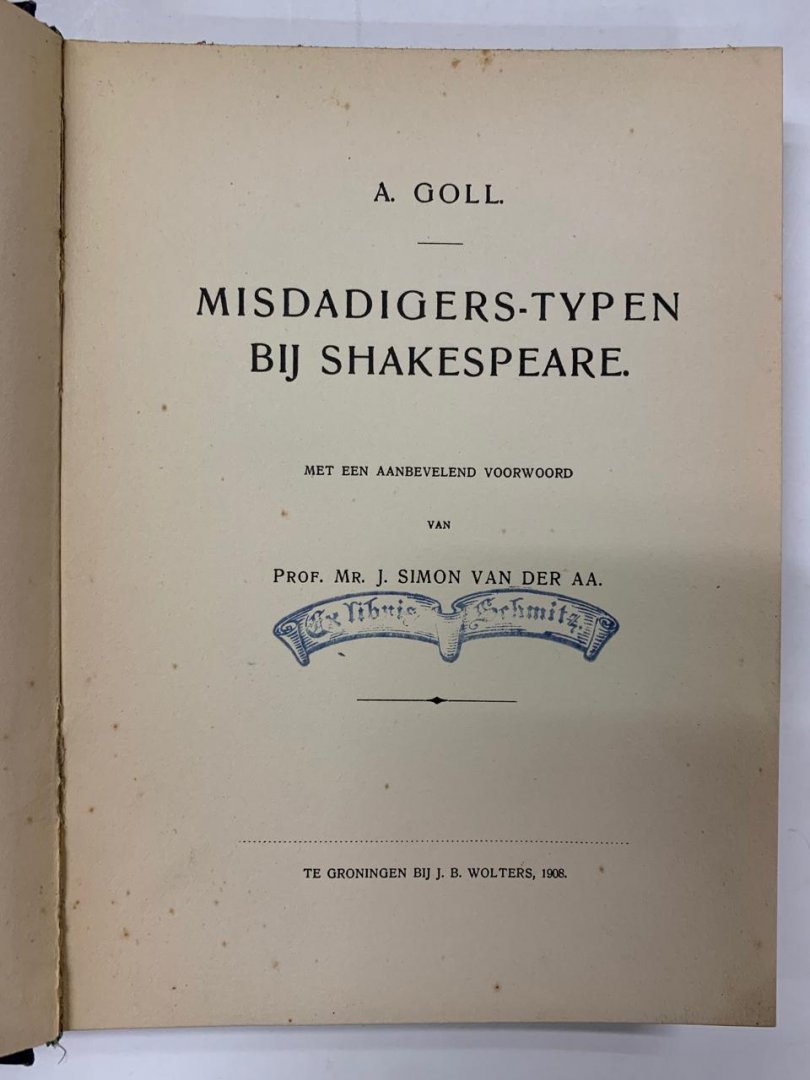 A. GOLL.
MISDADIGERS-TYPEN
BIJ SHAKESPEARE.
MET EEN AANBEVELEND VOORWOORD
VAN
PROF. MR. J. SIMON VAN DER AA.
Ex libris Schmitz.
TE GRONINGEN BIJ J. B. WOLTERS, 1908.